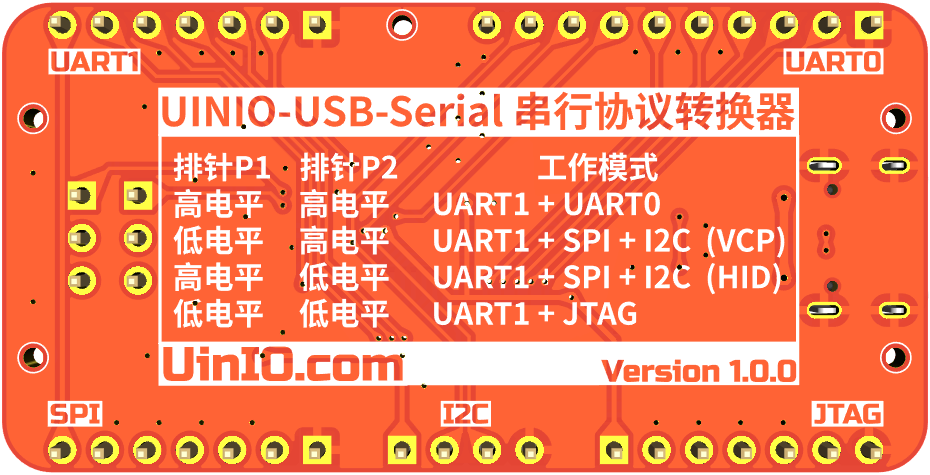 UART1 UART0
UINIO-USB-Serial 串行协议转换器
排针P1 排针P2 工作模式
高电平 高电平 UART1 + UART0
低电平 高电平 UART1 + SPI + I2C (VCP)
高电平 低电平 UART1 + SPI + I2C (HID)
低电平 低电平 UART1 + JTAG
UinIO.com Version 1.0.0
SPI I2C JTAG